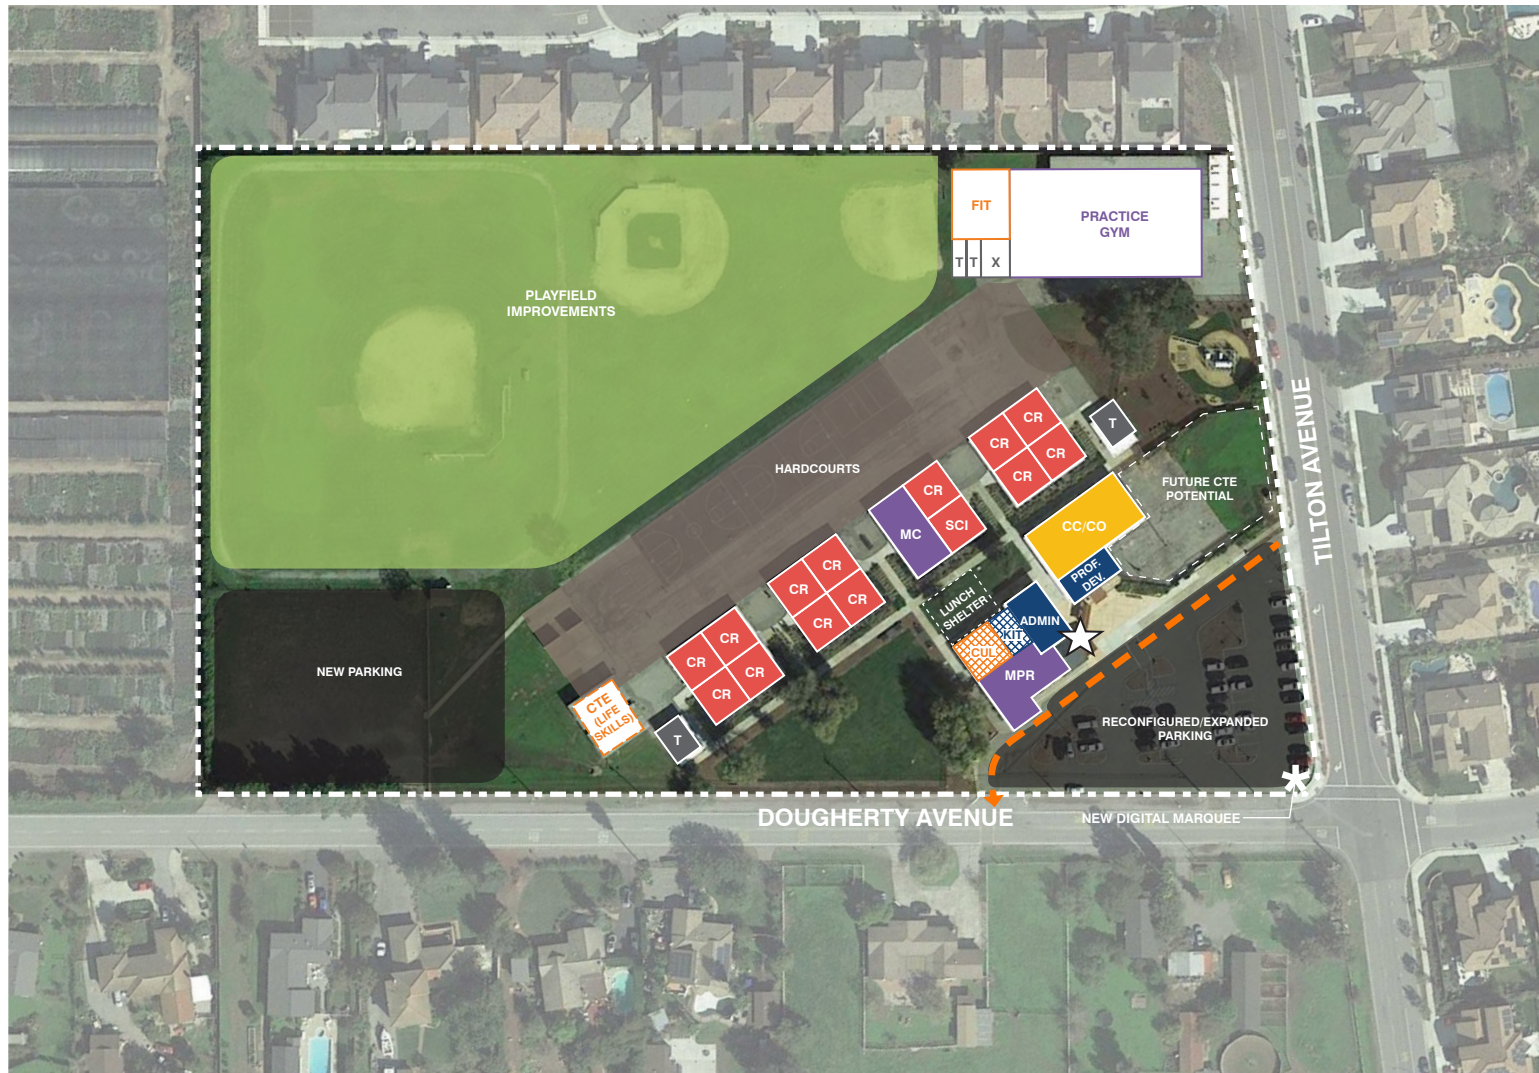 FIT
PRACTICE
GYM
T
T
X
PLAYFIELD
IMPROVEMENTS
TILTON AVENUE
CR
CR
CR
CR
T
HARDCOURTS
CR
MC
SCI
FUTURE CTE
POTENTIAL
CC/CO
PROF.
DEV.
CR
CR
CR
CR
LUNCH
SHELTER
ADMIN
KIT
CUL
MPR
CR
CR
CR
CR
NEW PARKING
CTE
(LIFE
SKILLS)
T
RECONFIGURED/EXPANDED
PARKING
DOUGHERTY AVENUE
NEW DIGITAL MARQUEE